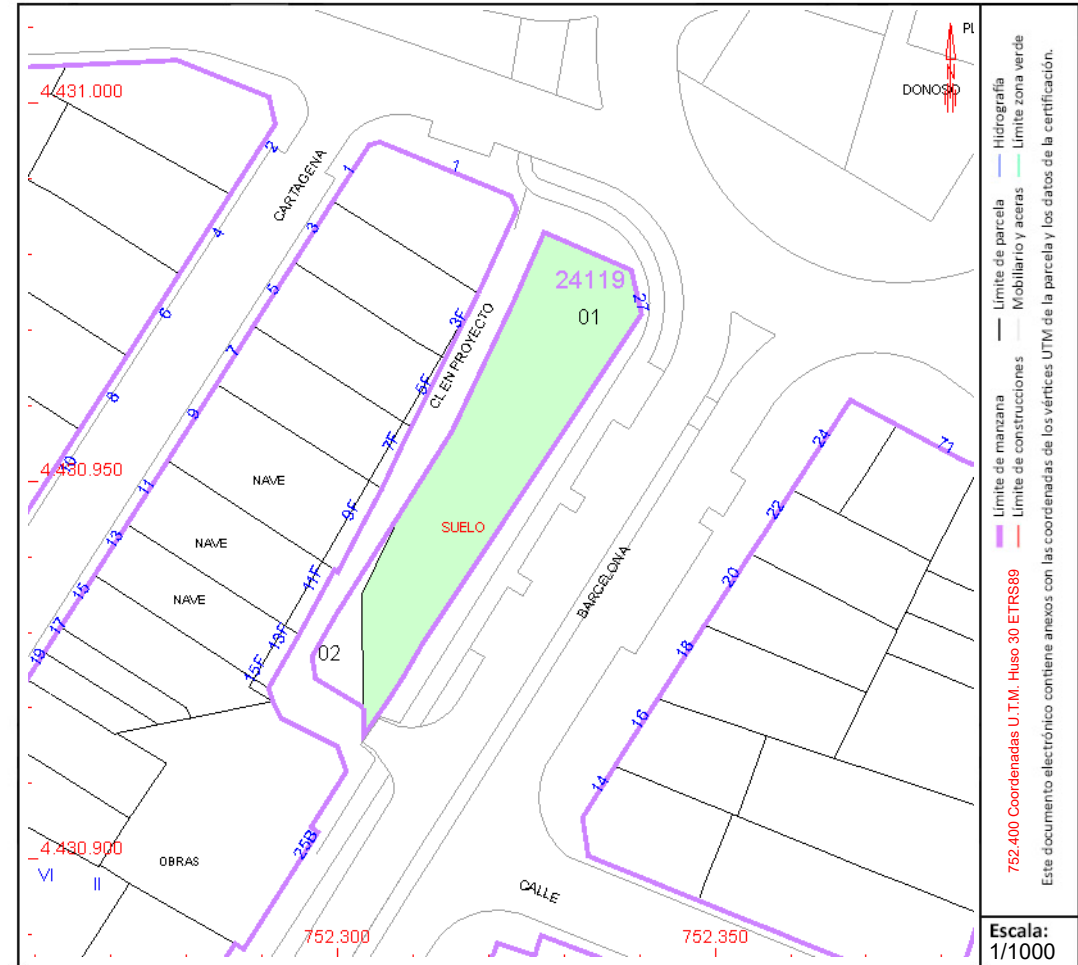 PL
DONOSO
N
4.431.000
2
CARTAGENA
1
1
4
3
24119
27
01
5
3F
CL EN PROYECTO
6
7
5F
8
9
7F
24
71
4.430.950
10
NAVE
11
9F
22
SUELO
13
NAVE
11F
BARCELONA
20
15
NAVE
17
13F
18
19
15F
02
16
14
25B
4.430.900
OBRAS
VI
II
CALLE
752.300
752.350
Límite de manzana
Límite de parcela
Hidrografía
Límite de construcciones
Mobiliario y aceras
Límite zona verde
752.400 Coordenadas U.T.M. Huso 30 ETRS89
Este documento electrónico contiene anexos con las coordenadas de los vértices UTM de la parcela y los datos de la certificación.
Escala:
1/1000